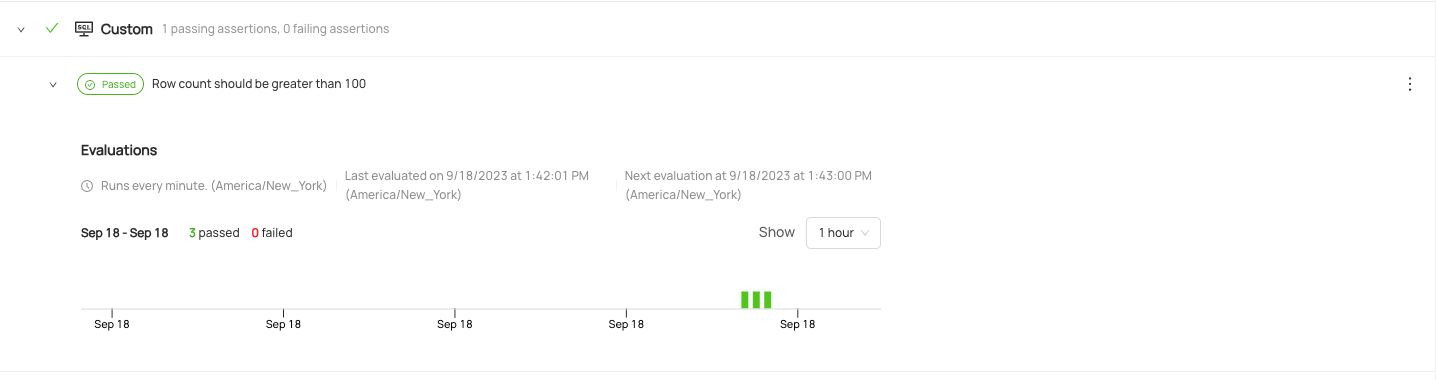 SQL Custom 1 passing assertions, 0 failing assertions
Passed Row count should be greater than 100
Evaluations
Runs every minute. (America/New_York)
Last evaluated on 9/18/2023 at 1:42:01 PM
(America/New_York)
Next evaluation at 9/18/2023 at 1:43:00 PM
(America/New_York)
Sep 18 - Sep 18 3 passed 0 failed
Show 1 hour
Sep 18 Sep 18 Sep 18 Sep 18 Sep 18